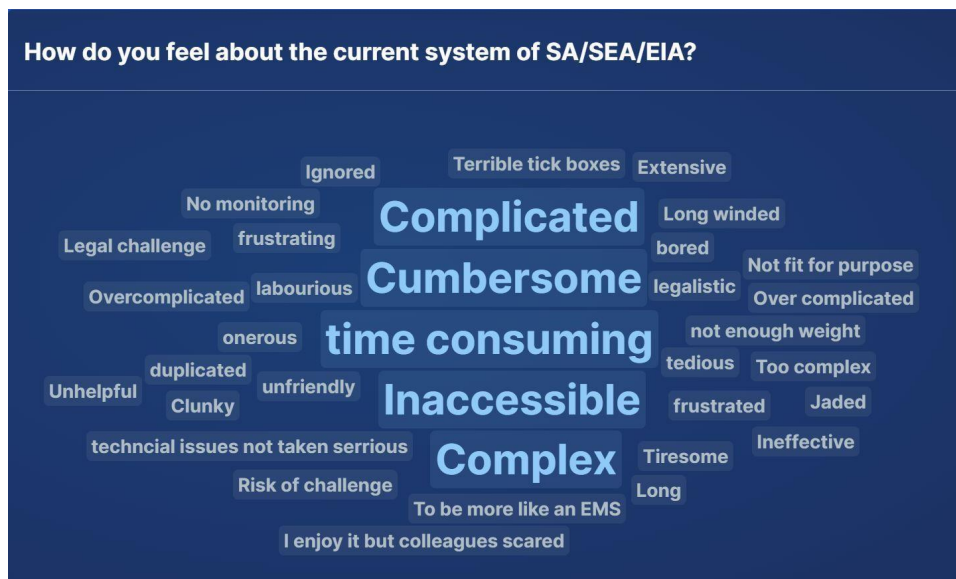 How do you feel about the current system of SA/SEA/EIA?
Terrible tick boxes
Extensive
Ignored
No monitoring
Complicated
Long winded
Legal challenge
frustrating
bored
Not fit for purpose
Overcomplicated
labourious
Cumbersome
legalistic
Over complicated
onerous
time consuming
not enough weight
duplicated
tedious
Too complex
Unhelpful
unfriendly
Clunky
Inaccessible
frustrated
Jaded
techncial issues not taken serrious
Complex
Tiresome
Ineffective
Risk of challenge
Long
To be more like an EMS
I enjoy it but colleagues scared